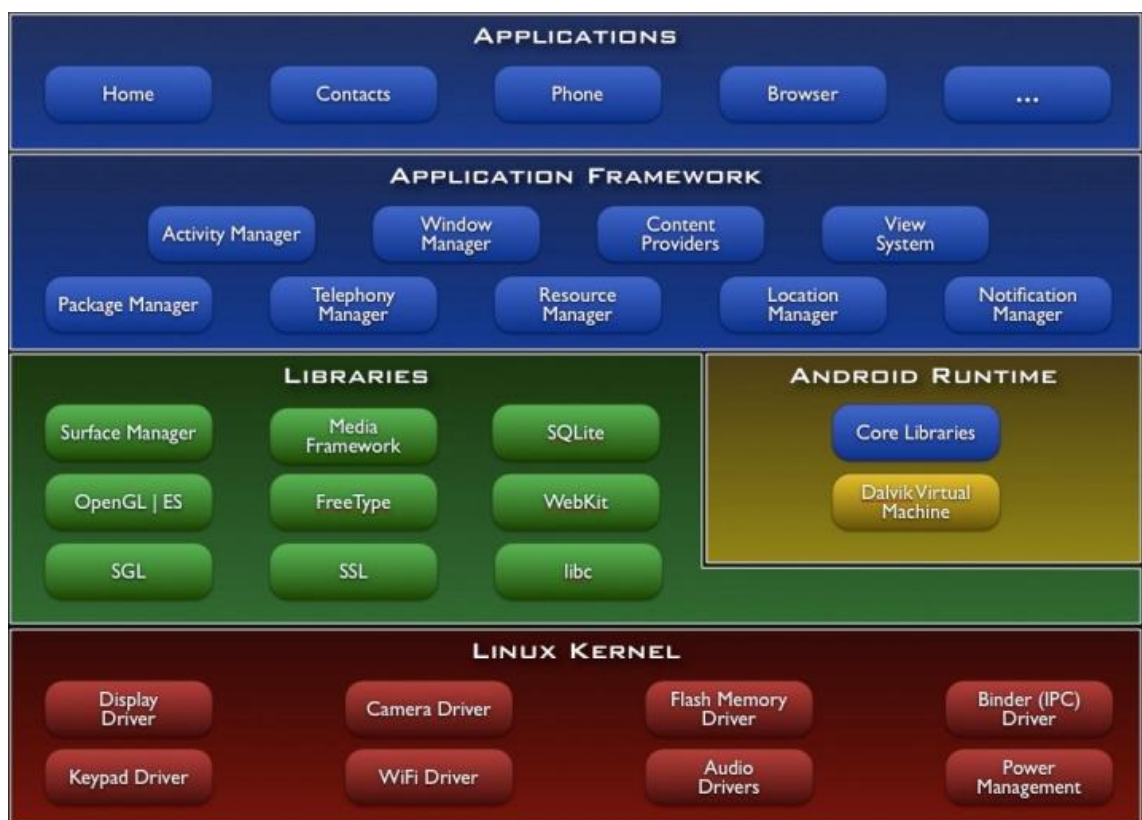 APPLICATIONS
Home
Contacts
Phone
Browser
...
APPLICATION FRAMEWORK
Activity Manager
Window
Manager
Content
Providers
View
System
Package Manager
Telephony
Manager
Resource
Manager
Location
Manager
Notification
Manager
LIBRARIES
Surface Manager
Media
Framework
SQLite
OpenGL | ES
FreeType
WebKit
SGL
SSL
libc
ANDROID RUNTIME
Core Libraries
Dalvik Virtual
Machine
LINUX KERNEL
Display
Driver
Camera Driver
Flash Memory
Driver
Binder (IPC)
Driver
Keypad Driver
WiFi Driver
Audio
Drivers
Power
Management